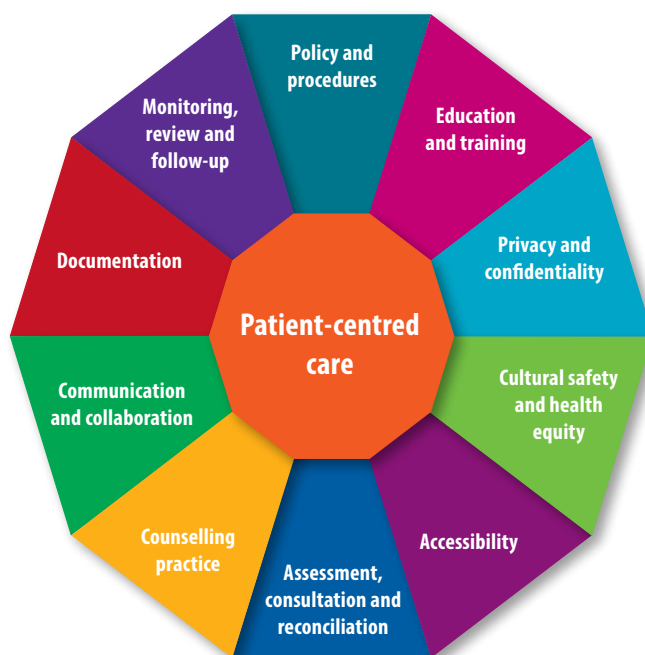 Policy and
procedures
Education
and training
Privacy and
confidentiality
Cultural safety
and health
equity
Accessibility
Assessment,
consultation and
reconciliation
Counselling
practice
Communication
and collaboration
Documentation
Monitoring,
review and
follow-up
Patient-centred
care